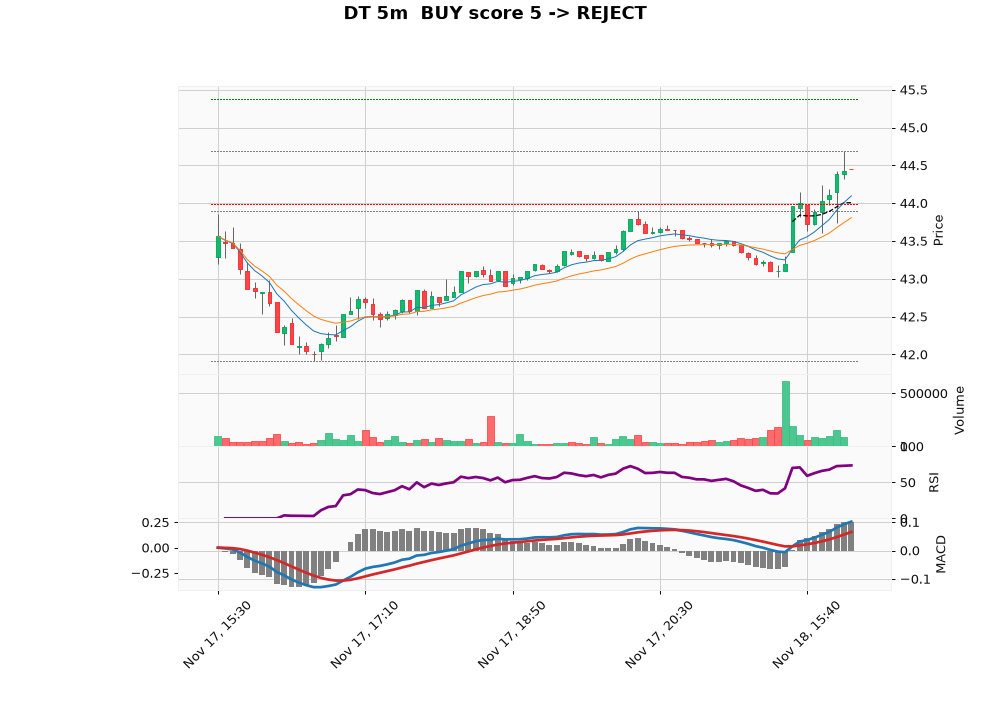 DT 5m  BUY score 5 -> REJECT
45.5
45.0
44.5
44.0
43.5
43.0
42.5
42.0
Price
500000
0
Volume
100
50
0
RSI
0.25
0.00
−0.25
0.1
0.0
−0.1
MACD
Nov 17, 15:30
Nov 17, 17:10
Nov 17, 18:50
Nov 17, 20:30
Nov 18, 15:40